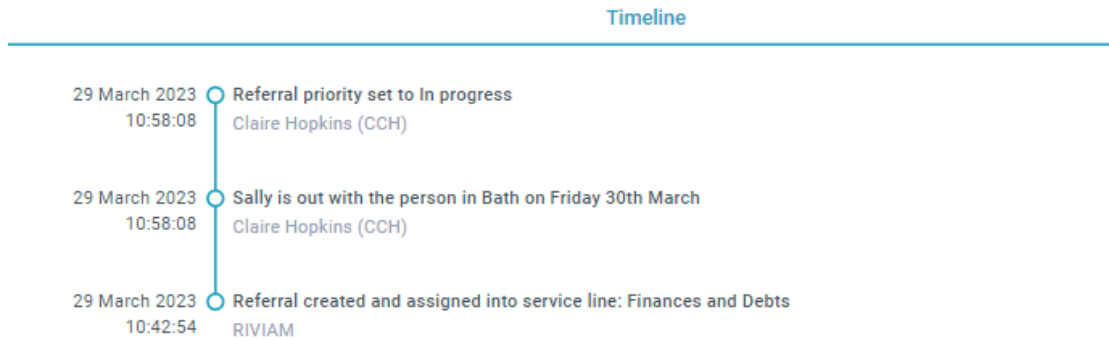 Timeline
29 March 2023 Referral priority set to In progress
10:58:08 Claire Hopkins (CCH)
29 March 2023 Sally is out with the person in Bath on Friday 30th March
10:58:08 Claire Hopkins (CCH)
29 March 2023 Referral created and assigned into service line: Finances and Debts
10:42:54 RIVIAM